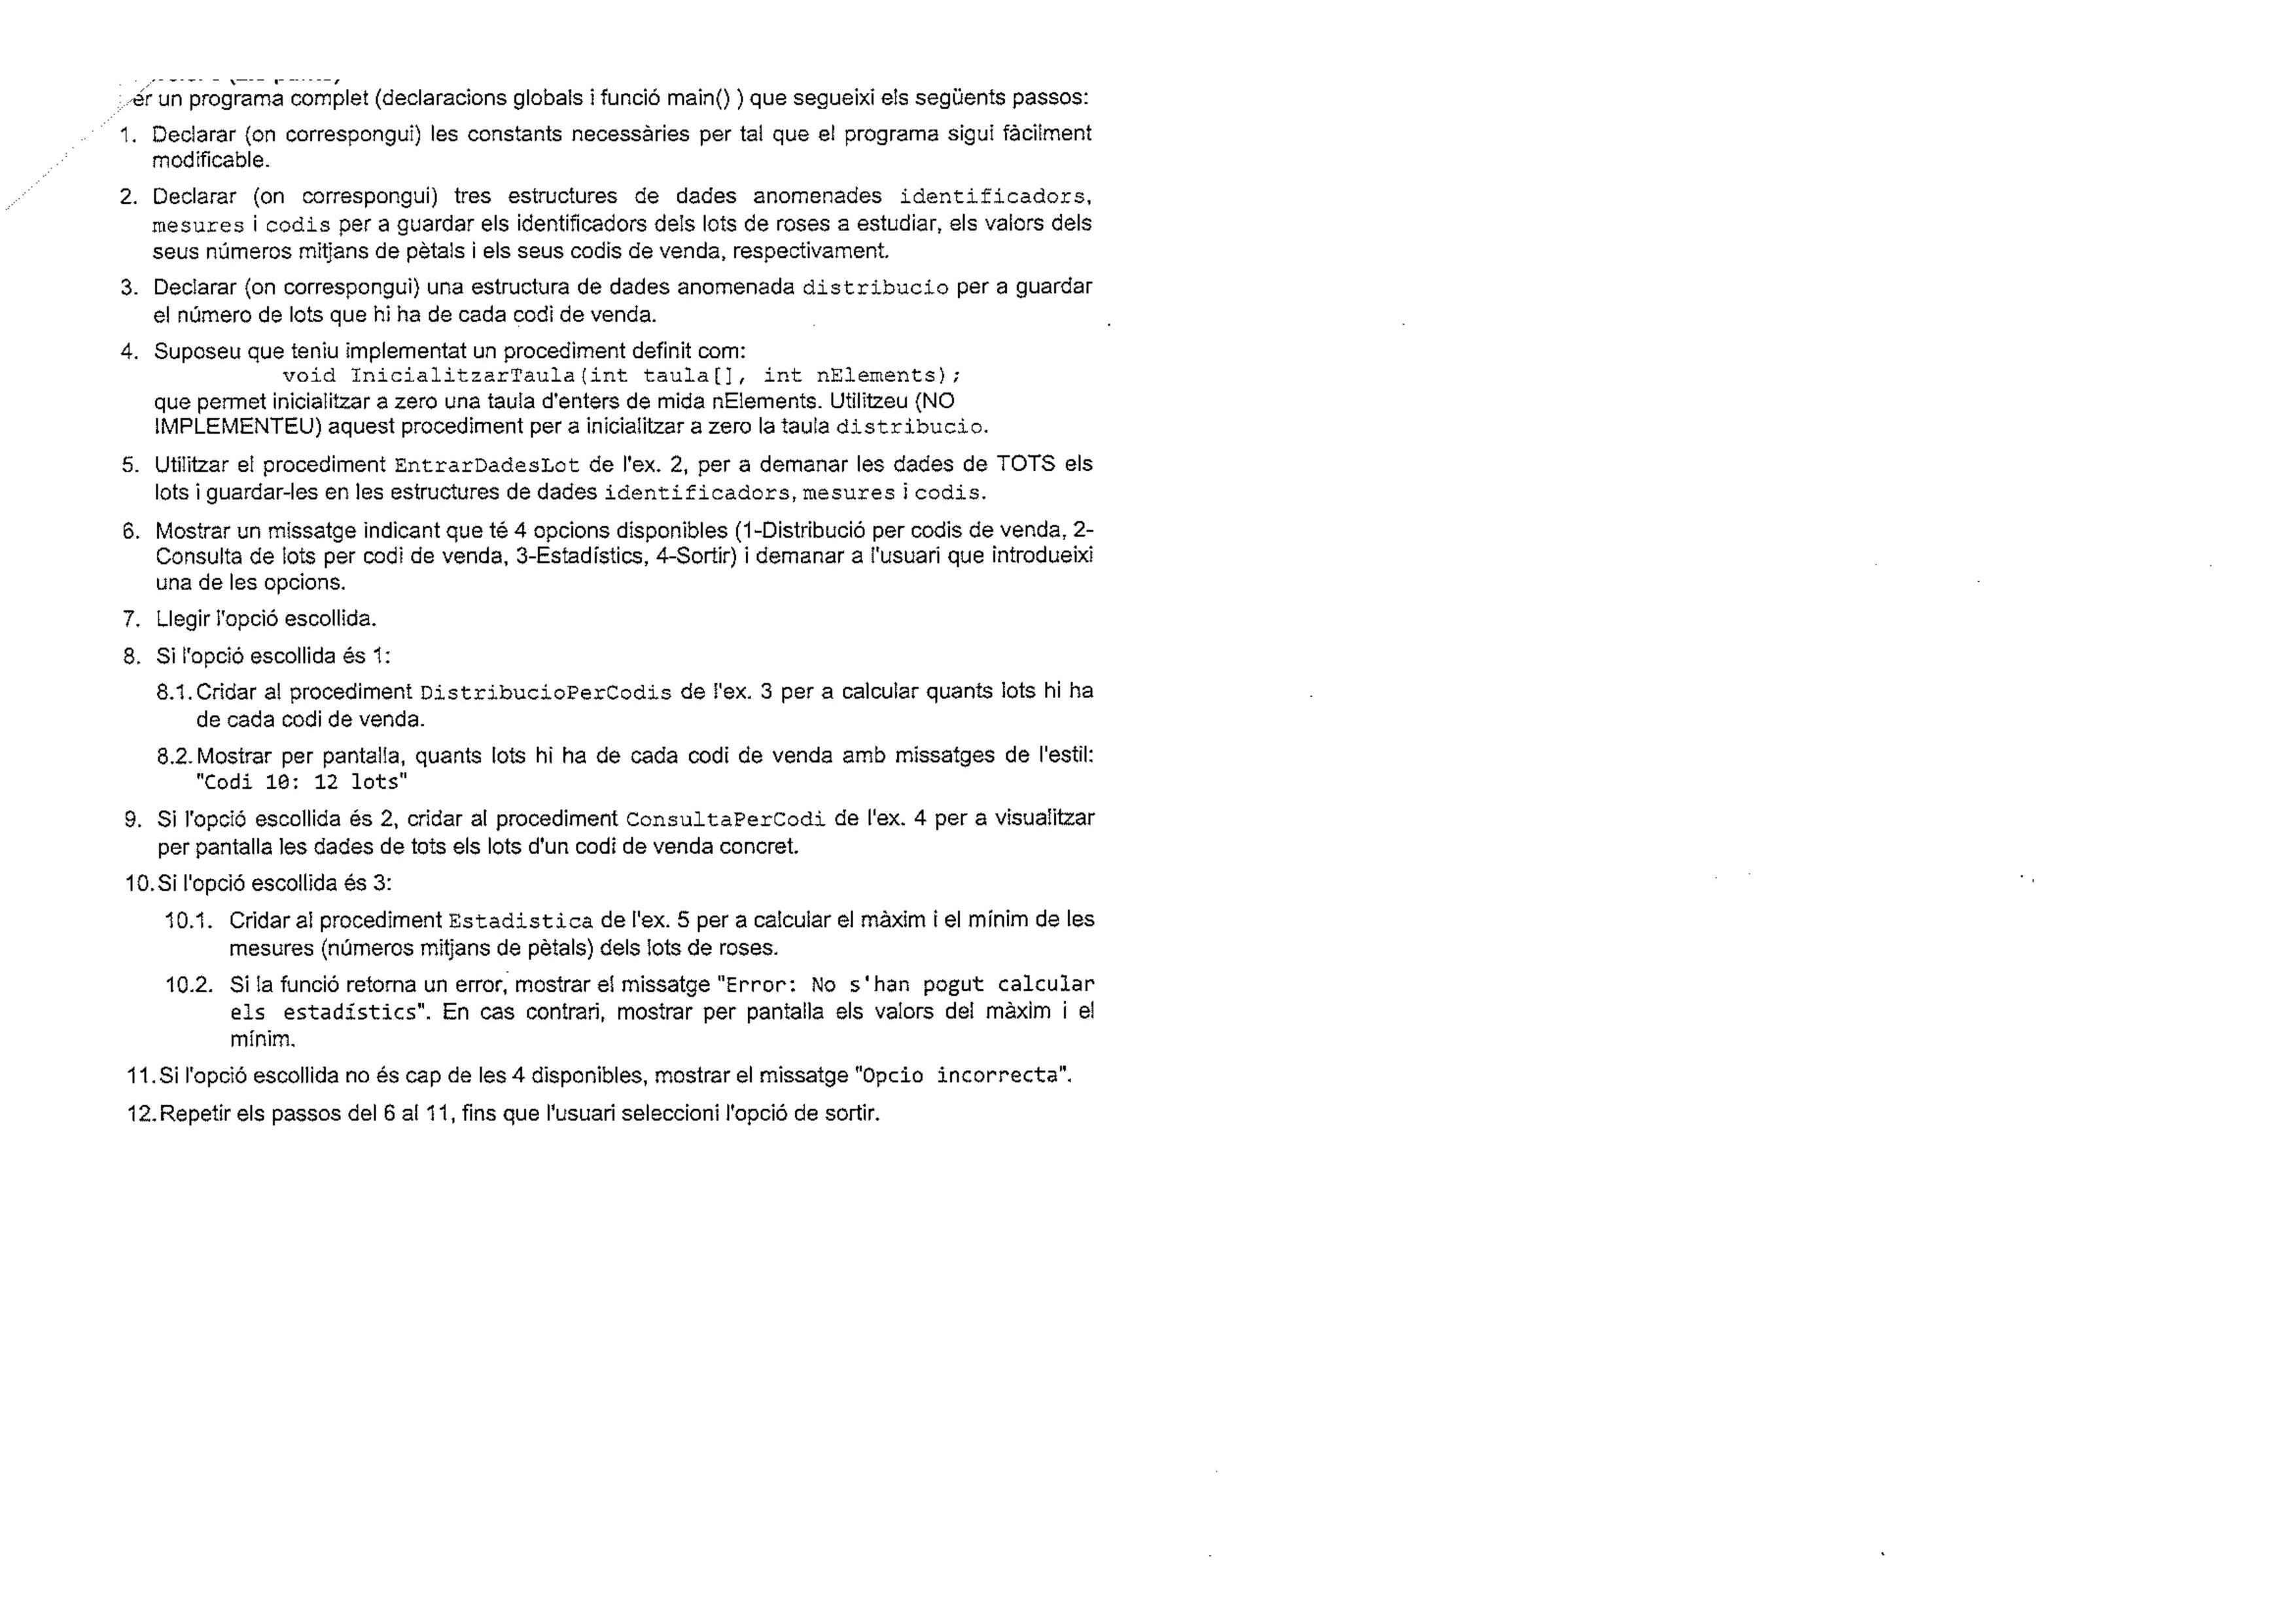 er un programa complet (declaracions globals i funció main() ) que segueixi els següents passos:
1. Declarar (on correspongui) les constants necessàries per tal que el programa sigui fàcilment
modificable.
2. Declarar (on correspongui) tres estructures de dades anomenades identificadors,
mesures i codis per a guardar els identificadors dels lots de roses a estudiar, els valors dels
seus números mitjans de pètals i els seus codis de venda, respectivament.
3. Declarar (on correspongui) una estructura de dades anomenada distribucio per a guardar
el número de lots que hi ha de cada codi de venda.
4. Suposeu que teniu implementat un procediment definit com:
void InicialitzarTaula(int taula[], int nElements);
que permet inicialitzar a zero una taula d'enters de mida nElements. Utilitzeu (NO
IMPLEMENTEU) aquest procediment per a inicialitzar a zero la taula distribucio.
5. Utilitzar el procediment EntrarDadesLot de l'ex. 2, per a demanar les dades de TOTS els
lots i guardar-les en les estructures de dades identificadors, mesures i codis.
6. Mostrar un missatge indicant que té 4 opcions disponibles (1-Distribució per codis de venda, 2-
Consulta de lots per codi de venda, 3-Estadístics, 4-Sortir) i demanar a l'usuari que introdueixi
una de les opcions.
7. Llegir l'opció escollida.
8. Si l'opció escollida és 1:
8.1. Cridar al procediment DistribucioPerCodis de l'ex. 3 per a calcular quants lots hi ha
de cada codi de venda.
8.2. Mostrar per pantalla, quants lots hi ha de cada codi de venda amb missatges de l'estil:
"Codi 10: 12 lots"
9. Si l'opció escollida és 2, cridar al procediment ConsultaPerCodi de l'ex. 4 per a visualitzar
per pantalla les dades de tots els lots d'un codi de venda concret.
10. Si l'opció escollida és 3:
10.1. Cridar al procediment Estadistica de l'ex. 5 per a calcular el màxim i el mínim de les
mesures (números mitjans de pètals) dels lots de roses.
10.2. Si la funció retorna un error, mostrar el missatge "Error: No s'han pogut calcular
els estadístics". En cas contrari, mostrar per pantalla els valors del màxim i el
mínim.
11. Si l'opció escollida no és cap de les 4 disponibles, mostrar el missatge "Opcio incorrecta".
12. Repetir els passos del 6 al 11, fins que l'usuari seleccioni l'opció de sortir.